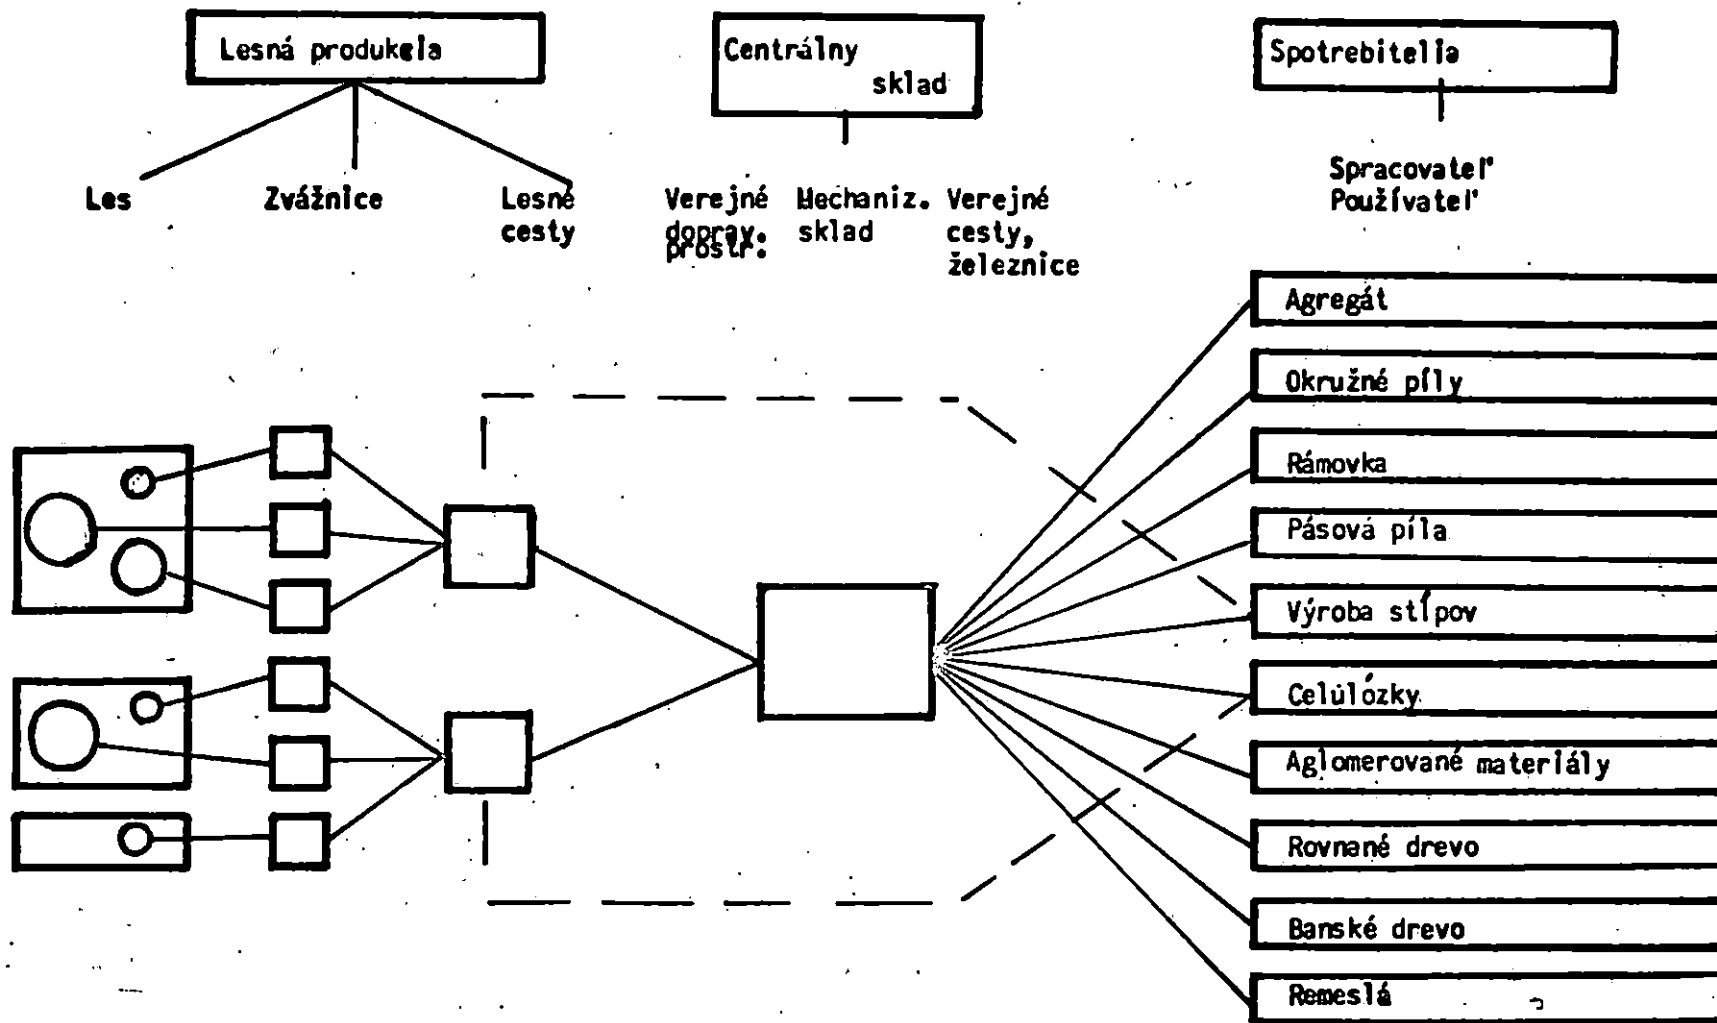 Lesná produkcia
Centrálny
sklad
Spotrebitelia
Les
Zvážnice
Lesné
cesty
Verejné
doprav.
prostr.
Mechaniz.
sklad
Verejné
cesty,
železnice
Spracovateľ
Používateľ
Agregát
Okružné píly
Rámovka
Pásová píla
Výroba stĺpov
Celulózky
Aglomerované materiály
Rovnané drevo
Banské drevo
Remeslá